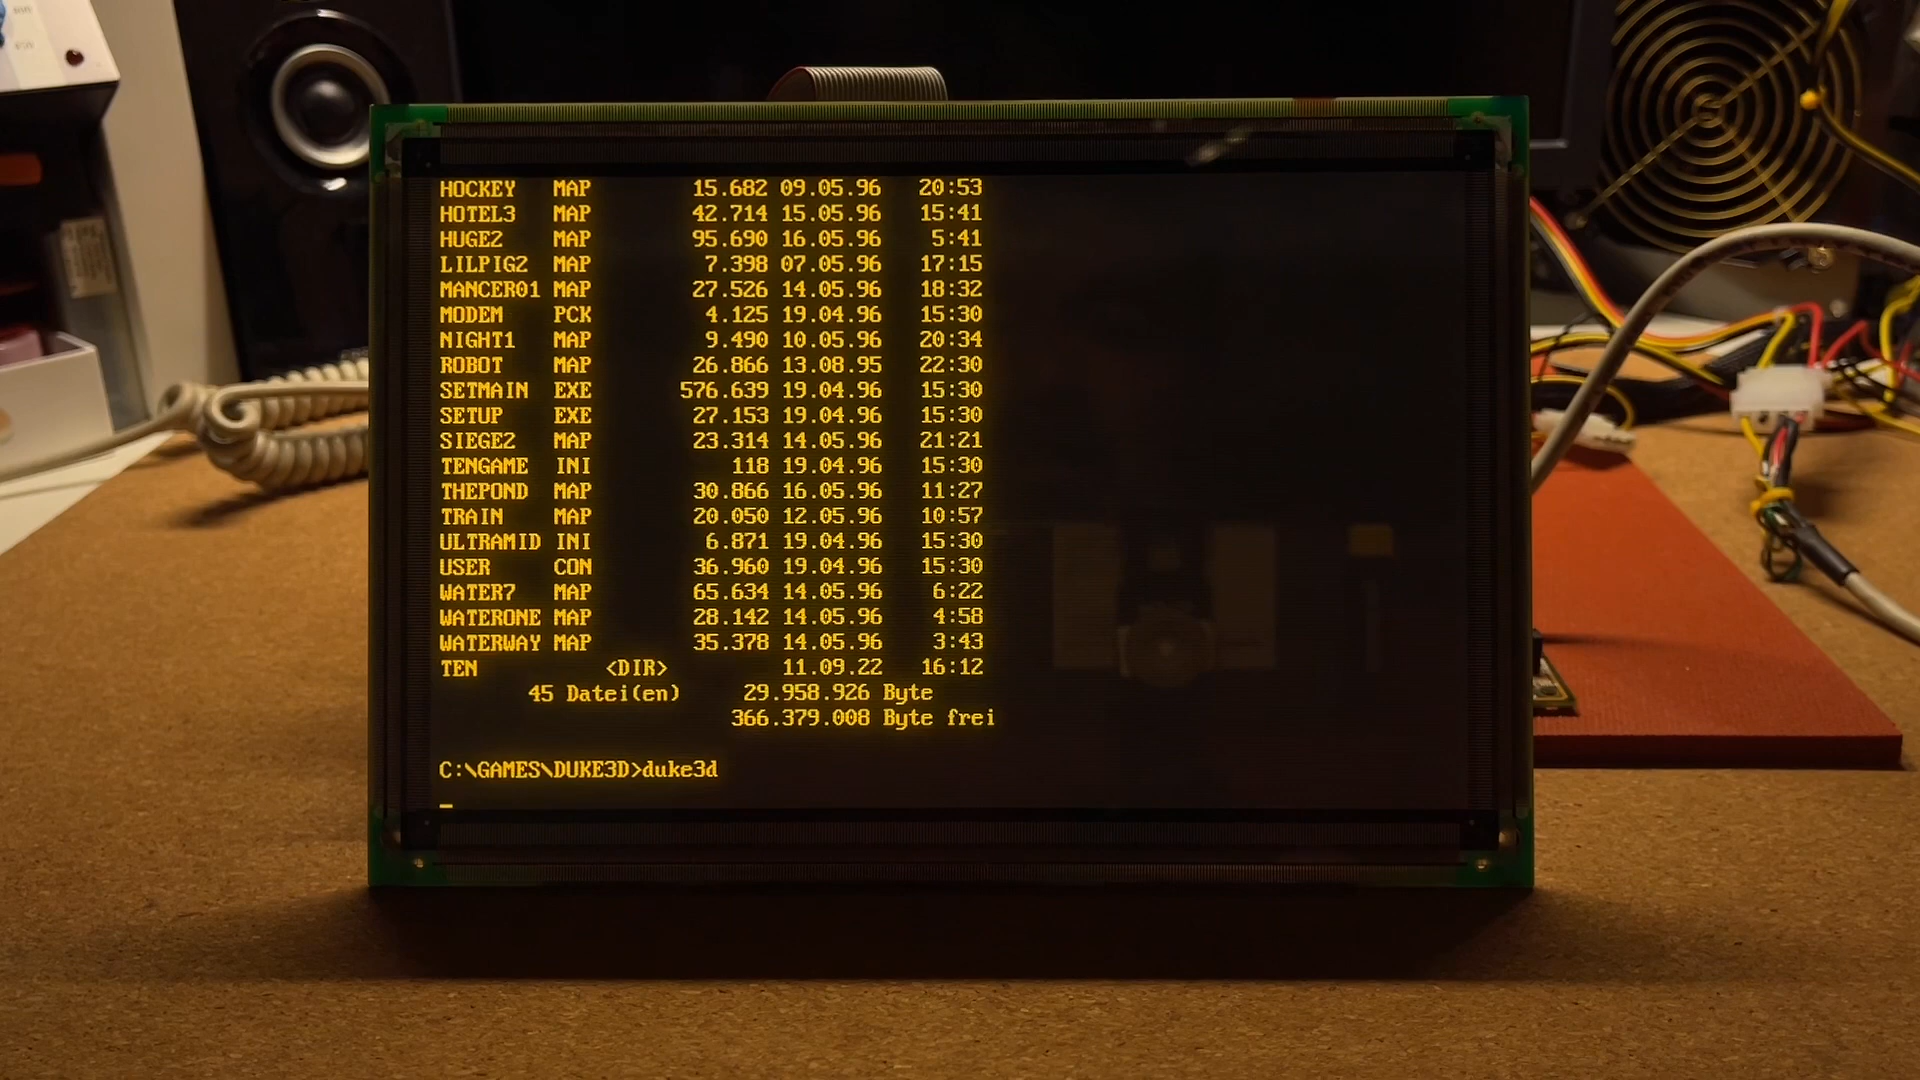 HOCKEY   MAP        15.682 09.05.96   20:53
HOTEL3   MAP        42.714 15.05.96   15:41
HUGE2    MAP        95.690 16.05.96    5:41
LILPIG2  MAP         7.398 07.05.96   17:15
MANCER01 MAP        27.526 14.05.96   18:32
MODEM    PCK         4.125 19.04.96   15:30
NIGHT1   MAP         9.490 10.05.96   20:34
ROBOT    MAP        26.866 13.08.95   22:30
SETMAIN  EXE       576.639 19.04.96   15:30
SETUP    EXE        27.153 19.04.96   15:30
SIEGE2   MAP        23.314 14.05.96   21:21
TENGAME  INI           118 19.04.96   15:30
THEPOND  MAP        30.866 16.05.96   11:27
TRAIN    MAP        20.050 12.05.96   10:57
ULTRAMID INI         6.871 19.04.96   15:30
USER     CON        36.960 19.04.96   15:30
WATER7   MAP        65.634 14.05.96    6:22
WATERONE MAP        28.142 14.05.96    4:58
WATERWAY MAP        35.378 14.05.96    3:43
TEN          <DIR>         11.09.22   16:12
       45 Datei(en)     29.958.926 Byte
                       366.379.008 Byte frei
C:\GAMES\DUKE3D>duke3d